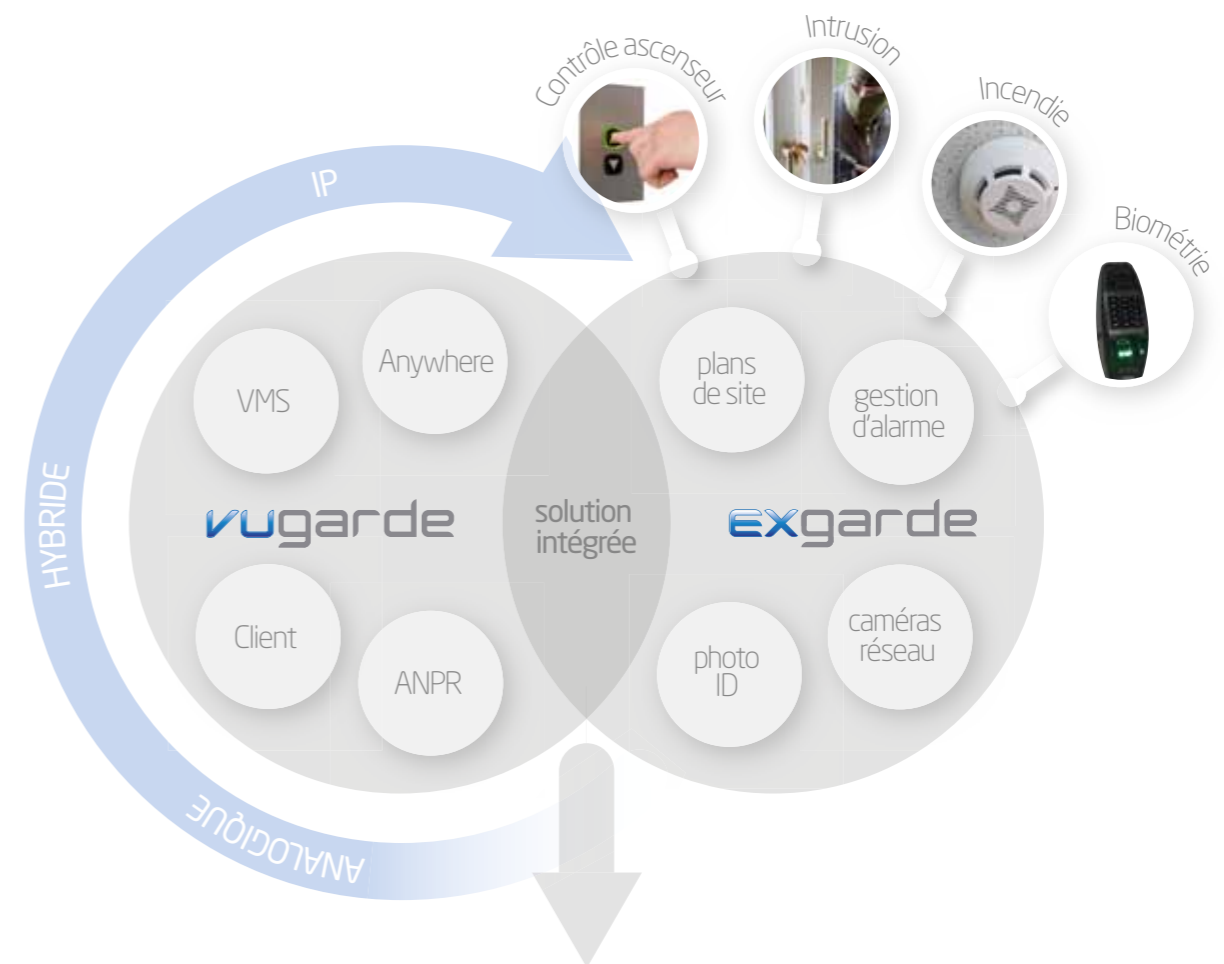 Contrôle ascenseur
Intrusion
Incendie
Biométrie
IP
HYBRIDE
ANALOGIQUE
VMS
Anywhere
vugarde
Client
ANPR
solution
intégrée
plans
de site
gestion
d'alarme
exgarde
photo
ID
caméras
réseau